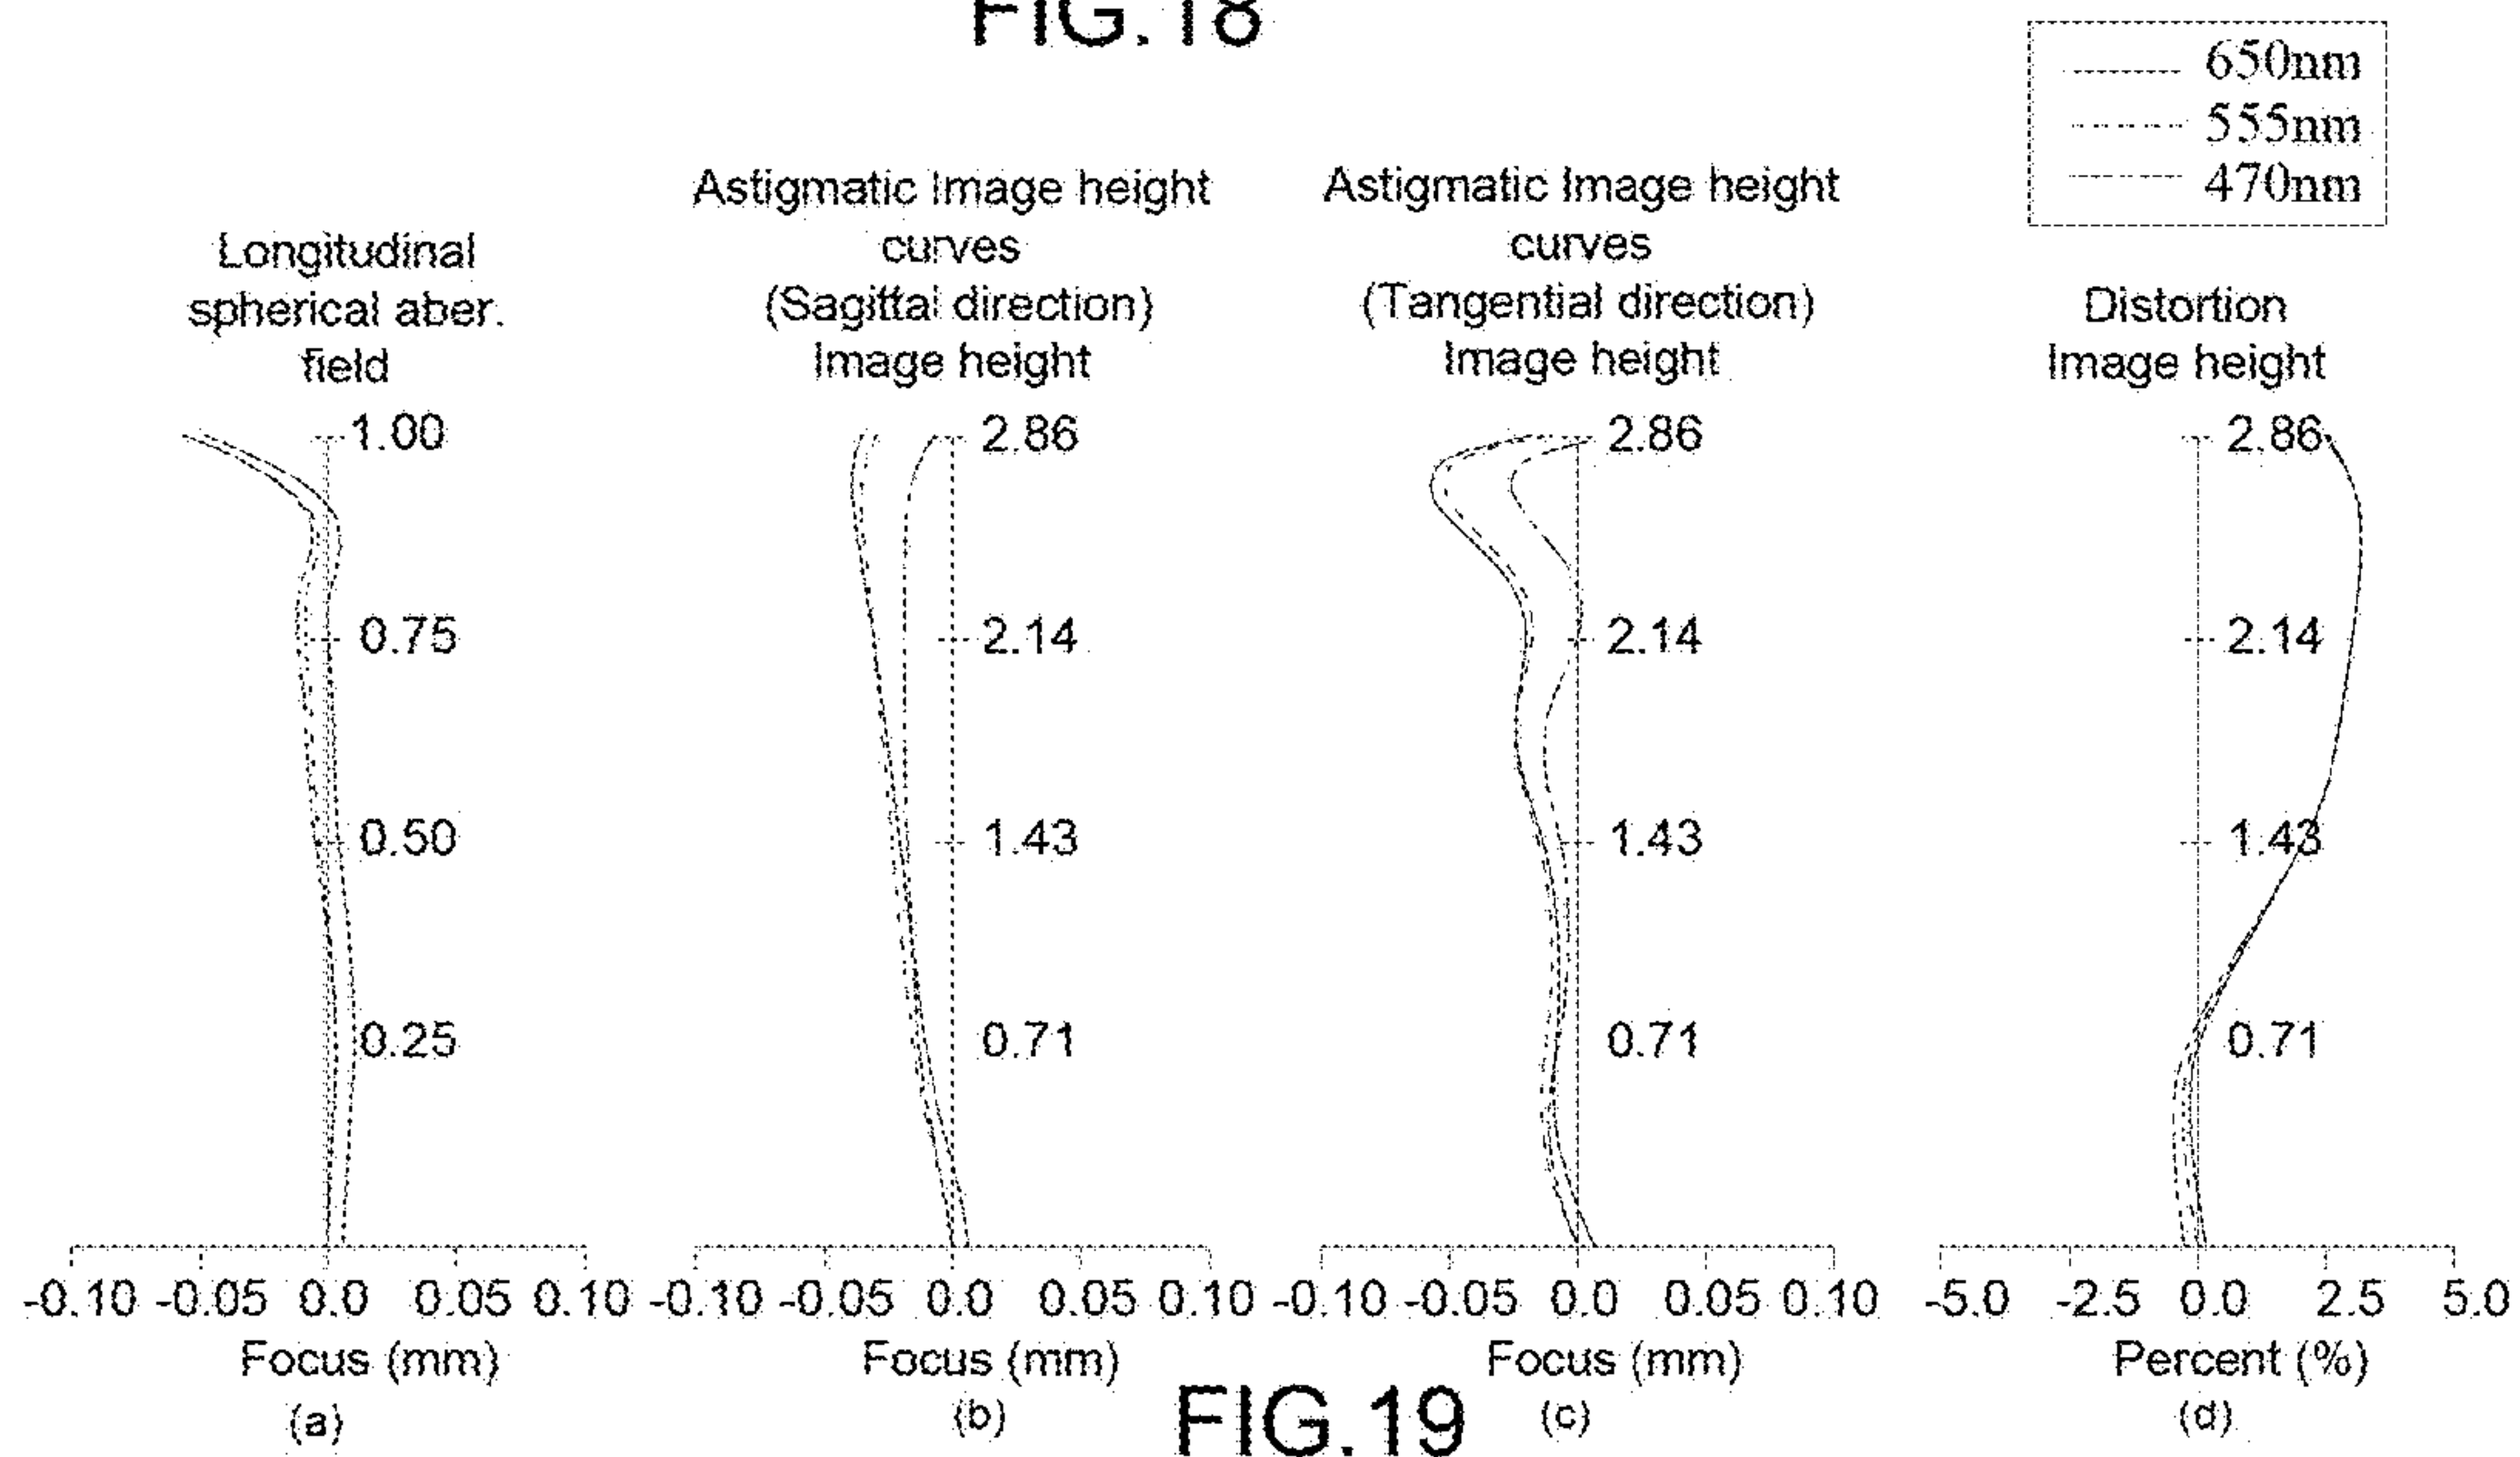 FIG.18
650nm
555nm
470nm
Longitudinal
spherical aber.
field
1.00
0.75
0.50
0.25
-0.10 -0.05 0.0 0.05 0.10
Focus (mm)
(a)
Astigmatic Image height
curves
(Sagittal direction)
Image height
2.86
2.14
1.43
0.71
-0.10 -0.05 0.0 0.05 0.10
Focus (mm)
(b)
Astigmatic Image height
curves
(Tangential direction)
Image height
2.86
2.14
1.43
0.71
-0.10 -0.05 0.0 0.05 0.10
Focus (mm)
(c)
Distortion
Image height
2.86
2.14
1.43
0.71
-5.0 -2.5 0.0 2.5 5.0
Percent (%)
(d)
FIG.19